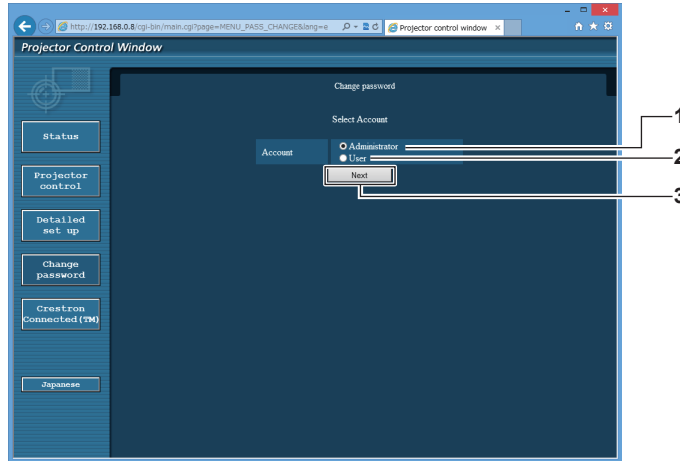 http://192.168.0.8/cgi-bin/main.cgi?page=MENU_PASS_CHANGE&lang=e
Projector control window
Projector Control Window
Change password
Select Account
Account
Administrator
User
Next
1
2
3
Status
Projector
control
Detailed
set up
Change
password
Crestron
Connected(TM)
Japanese